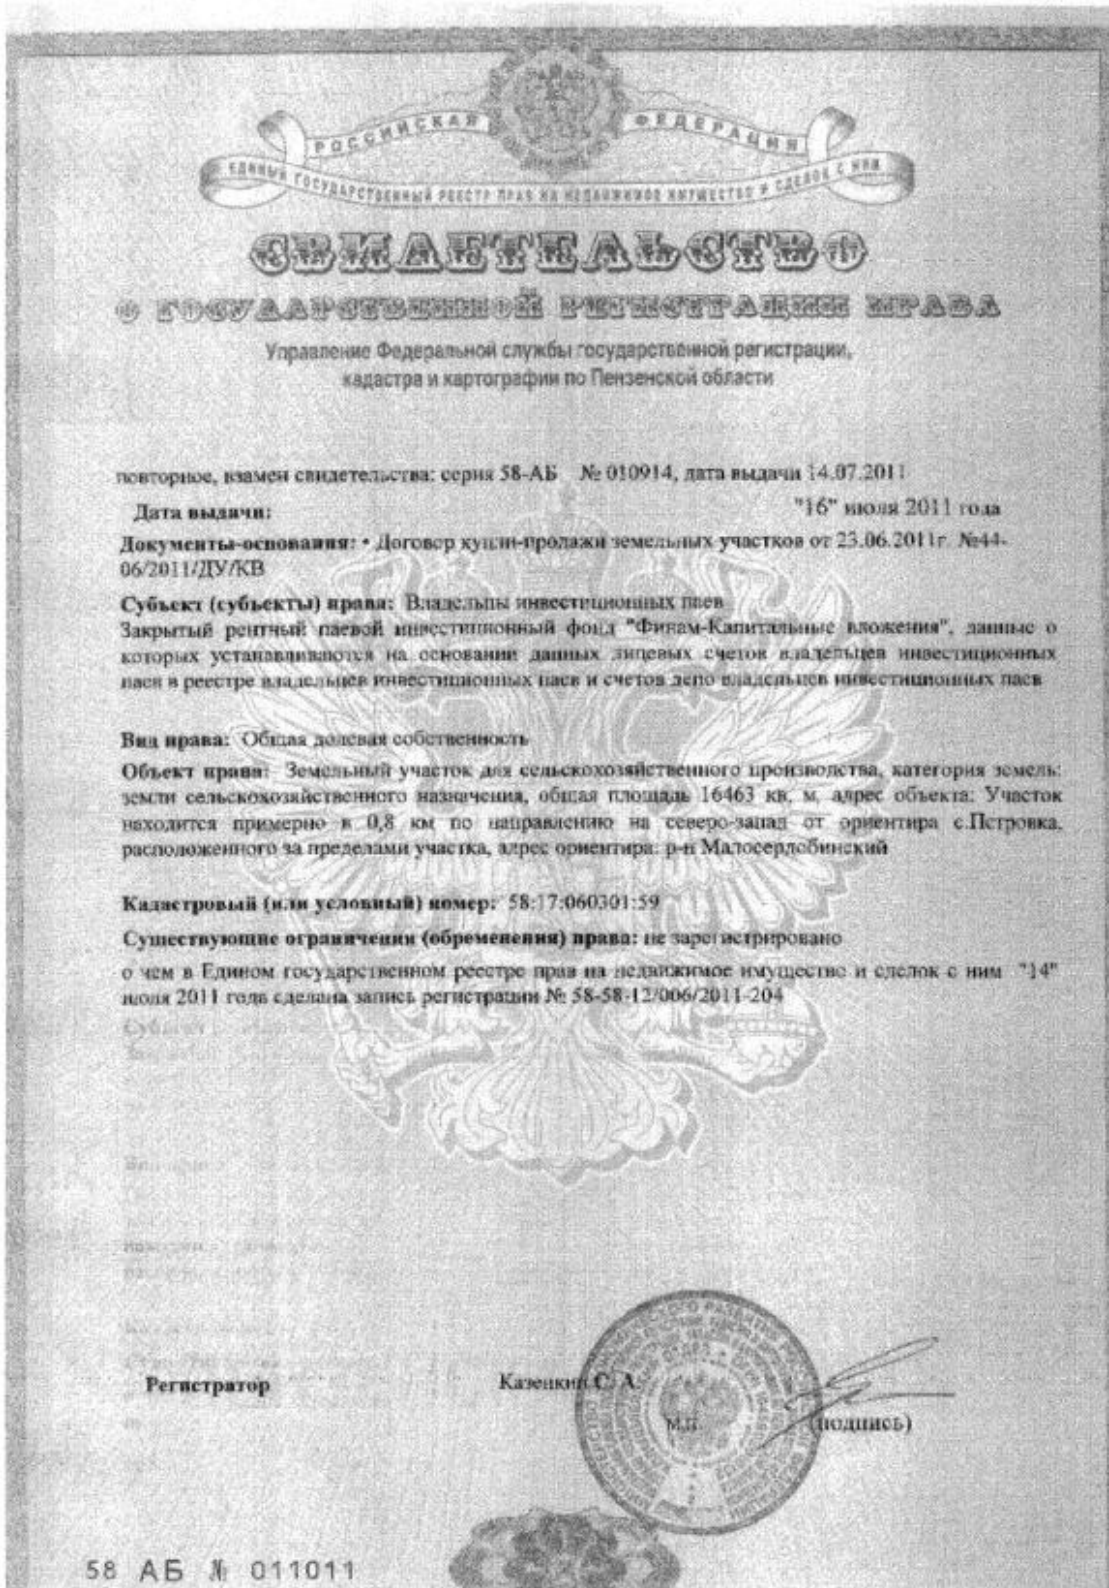 РОССИЙСКАЯ ФЕДЕРАЦИЯ
ЕДИНЫЙ ГОСУДАРСТВЕННЫЙ РЕЕСТР ПРАВ НА НЕДВИЖИМОЕ ИМУЩЕСТВО И СДЕЛОК С НИМ
СВИДЕТЕЛЬСТВО
О ГОСУДАРСТВЕННОЙ РЕГИСТРАЦИИ ПРАВА
Управление Федеральной службы государственной регистрации,
кадастра и картографии по Пензенской области
повторное, взамен свидетельства: серия 58-АБ № 010914, дата выдачи 14.07.2011
Дата выдачи: "16" июля 2011 года
Документы-основания: • Договор купли-продажи земельных участков от 23.06.2011г. №44-
06/2011/ДУ/КВ
Субъект (субъекты) права: Владельцы инвестиционных паев
Закрытый рентный паевой инвестиционный фонд "Финам-Капитальные вложения", данные о
которых устанавливаются на основании данных лицевых счетов владельцев инвестиционных
паев в реестре владельцев инвестиционных паев и счетов депо владельцев инвестиционных паев
Вид права: Общая долевая собственность
Объект права: Земельный участок для сельскохозяйственного производства, категория земель:
земли сельскохозяйственного назначения, общая площадь 16463 кв. м, адрес объекта: Участок
находится примерно в 0,8 км по направлению на северо-запад от ориентира с.Петровка,
расположенного за пределами участка, адрес ориентира: р-н Малосердобинский
Кадастровый (или условный) номер: 58:17:060301:59
Существующие ограничения (обременения) права: не зарегистрировано
о чем в Едином государственном реестре прав на недвижимое имущество и сделок с ним "14"
июля 2011 года сделана запись регистрации № 58-58-12/006/2011-204
Регистратор Казенкин С. А.
М.П. (подпись)
58 АБ № 011011